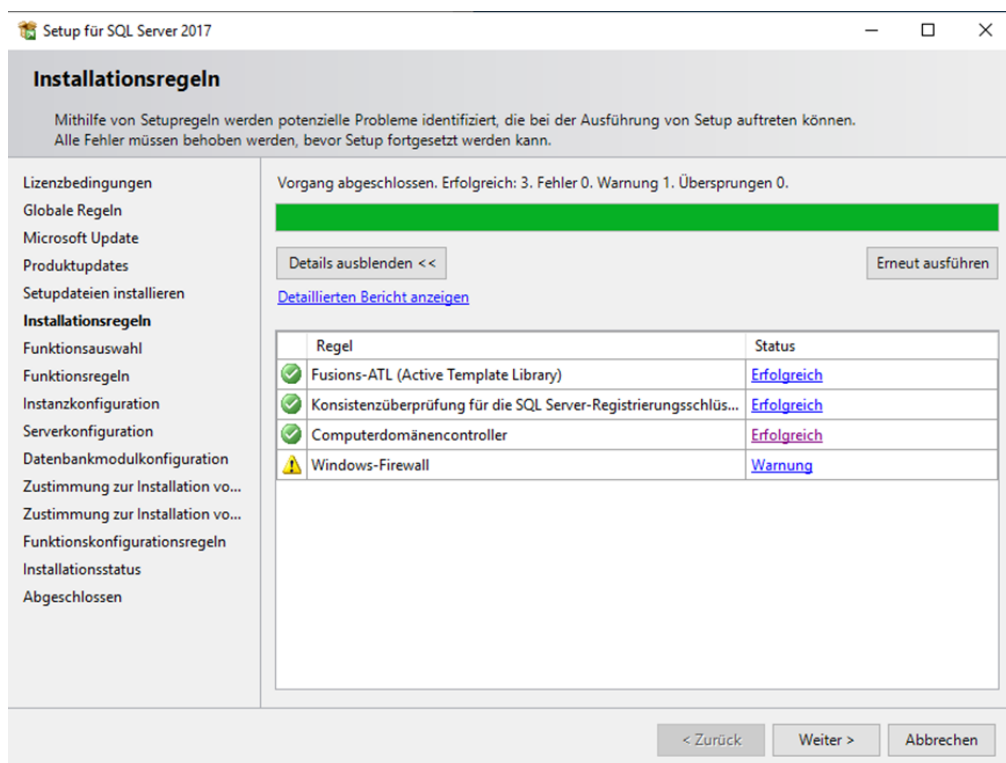 Setup für SQL Server 2017
Installationsregeln
Mithilfe von Setupregeln werden potenzielle Probleme identifiziert, die bei der Ausführung von Setup auftreten können.
Alle Fehler müssen behoben werden, bevor Setup fortgesetzt werden kann.
Lizenzbedingungen
Globale Regeln
Microsoft Update
Produktupdates
Setupdateien installieren
Installationsregeln
Funktionsauswahl
Funktionsregeln
Instanzkonfiguration
Serverkonfiguration
Datenbankmodulkonfiguration
Zustimmung zur Installation vo...
Zustimmung zur Installation vo...
Funktionskonfigurationsregeln
Installationsstatus
Abgeschlossen
Vorgang abgeschlossen. Erfolgreich: 3. Fehler 0. Warnung 1. Übersprungen 0.
Details ausblenden <<
Erneut ausführen
Detaillierten Bericht anzeigen
Regel Status
Fusions-ATL (Active Template Library) Erfolgreich
Konsistenzüberprüfung für die SQL Server-Registrierungsschlüs... Erfolgreich
Computerdomänencontroller Erfolgreich
Windows-Firewall Warnung
< Zurück Weiter > Abbrechen